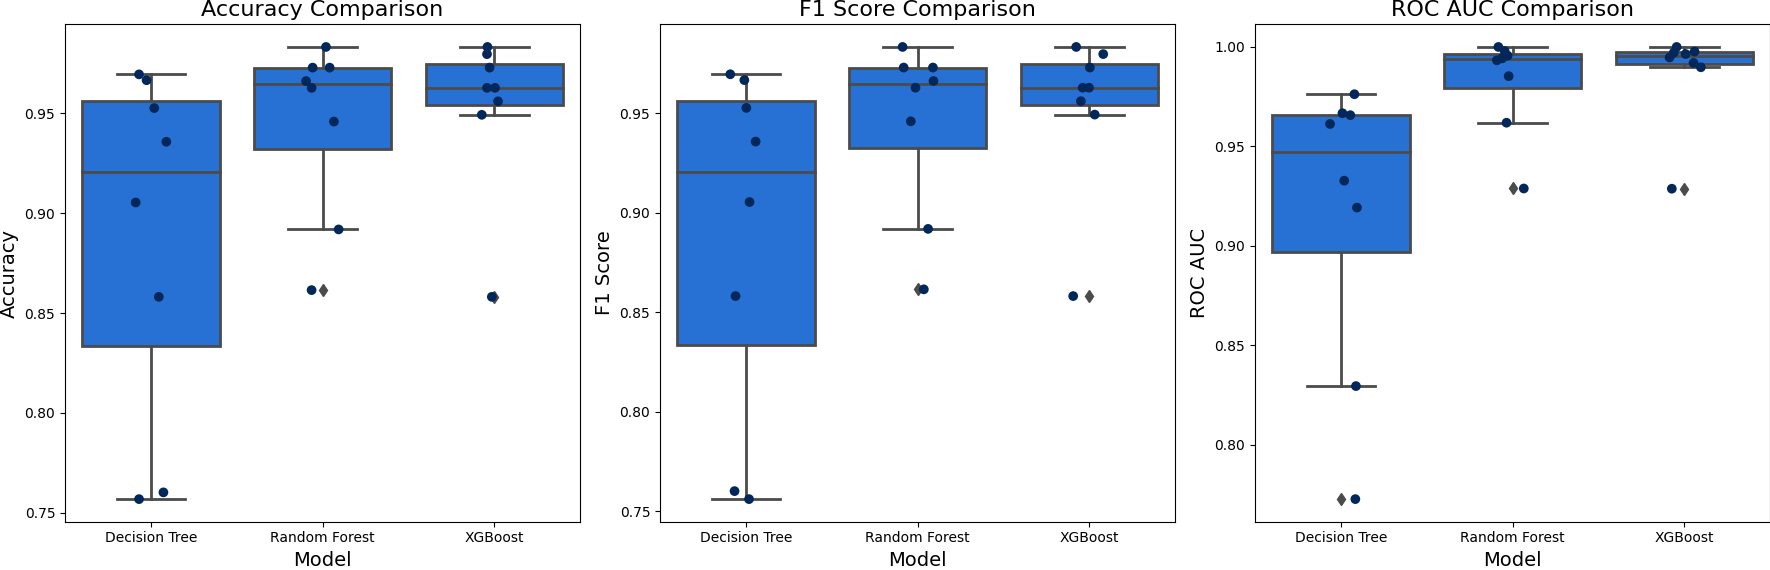 Accuracy Comparison
0.95
0.90
0.85
0.80
0.75
Accuracy
Decision Tree
Random Forest
XGBoost
Model
F1 Score Comparison
0.95
0.90
0.85
0.80
0.75
F1 Score
Decision Tree
Random Forest
XGBoost
Model
ROC AUC Comparison
1.00
0.95
0.90
0.85
0.80
ROC AUC
Decision Tree
Random Forest
XGBoost
Model